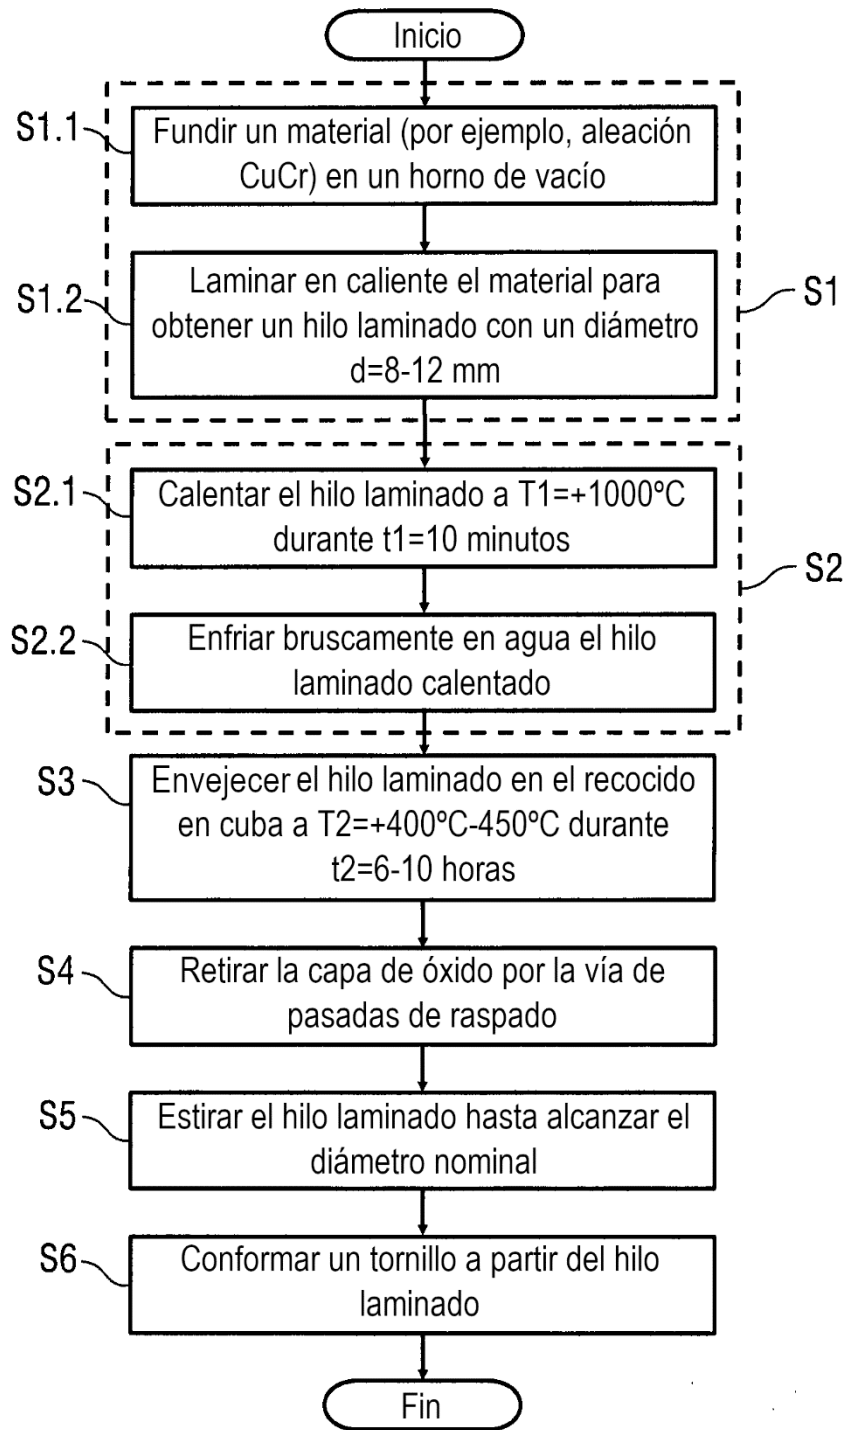 Inicio
S1.1
Fundir un material (por ejemplo, aleación
CuCr) en un horno de vacío
S1.2
Laminar en caliente el material para
obtener un hilo laminado con un diámetro
d=8-12 mm
S1
S2.1
Calentar el hilo laminado a T1=+1000ºC
durante t1=10 minutos
S2
S2.2
Enfriar bruscamente en agua el hilo
laminado calentado
S3
Envejecer el hilo laminado en el recocido
en cuba a T2=+400ºC-450ºC durante
t2=6-10 horas
S4
Retirar la capa de óxido por la vía de
pasadas de raspado
S5
Estirar el hilo laminado hasta alcanzar el
diámetro nominal
S6
Conformar un tornillo a partir del hilo
laminado
Fin